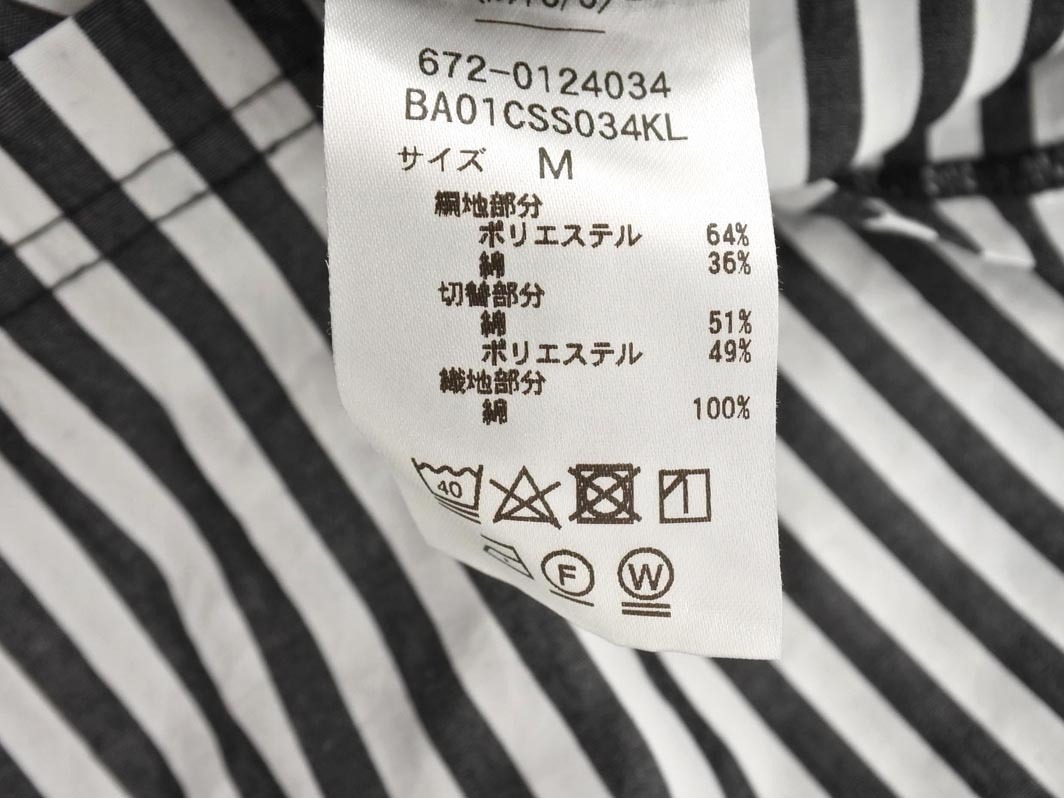 672-0124034
BA01CSS034KL
サイズ M
編地部分
ポリエステル 64%
綿 36%
切替部分
綿 51%
ポリエステル 49%
織地部分
綿 100%
40
F
W